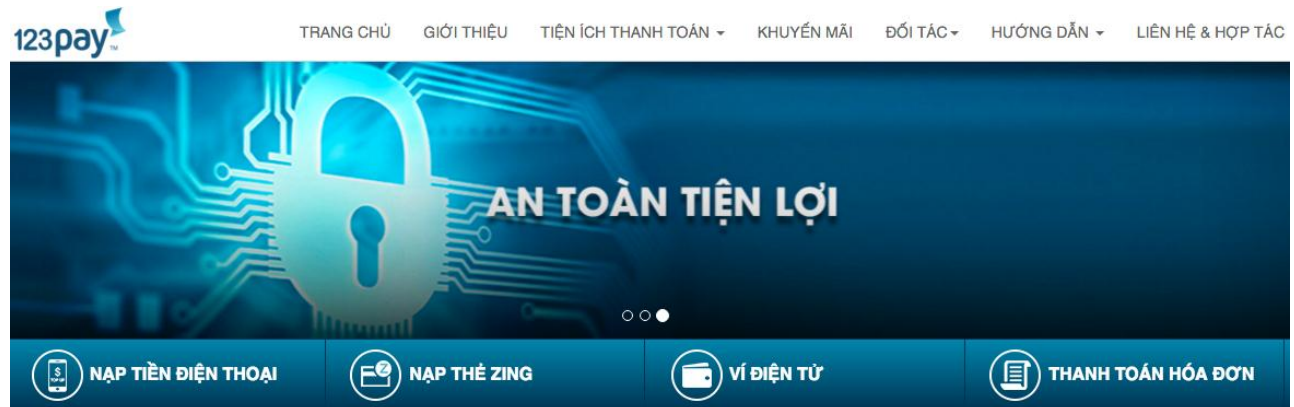 123pay
TRANG CHỦ GIỚI THIỆU TIỆN ÍCH THANH TOÁN KHUYẾN MÃI ĐỐI TÁC HƯỚNG DẪN LIÊN HỆ & HỢP TÁC
AN TOÀN TIỆN LỢI
NẠP TIỀN ĐIỆN THOẠI NẠP THẺ ZING VÍ ĐIỆN TỬ THANH TOÁN HÓA ĐƠN